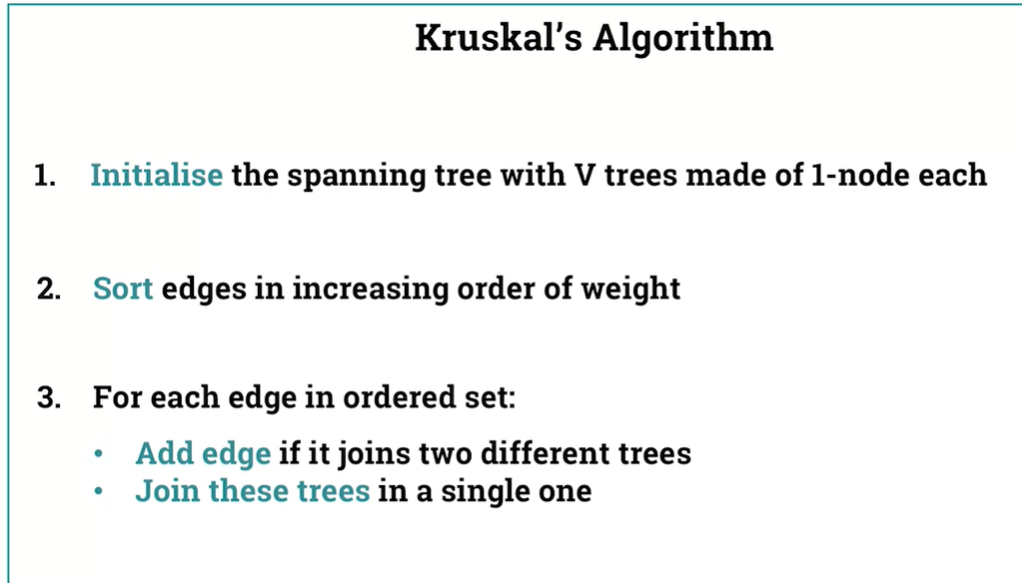 Kruskal's Algorithm
1. Initialise the spanning tree with V trees made of 1-node each
2. Sort edges in increasing order of weight
3. For each edge in ordered set:
• Add edge if it joins two different trees
• Join these trees in a single one